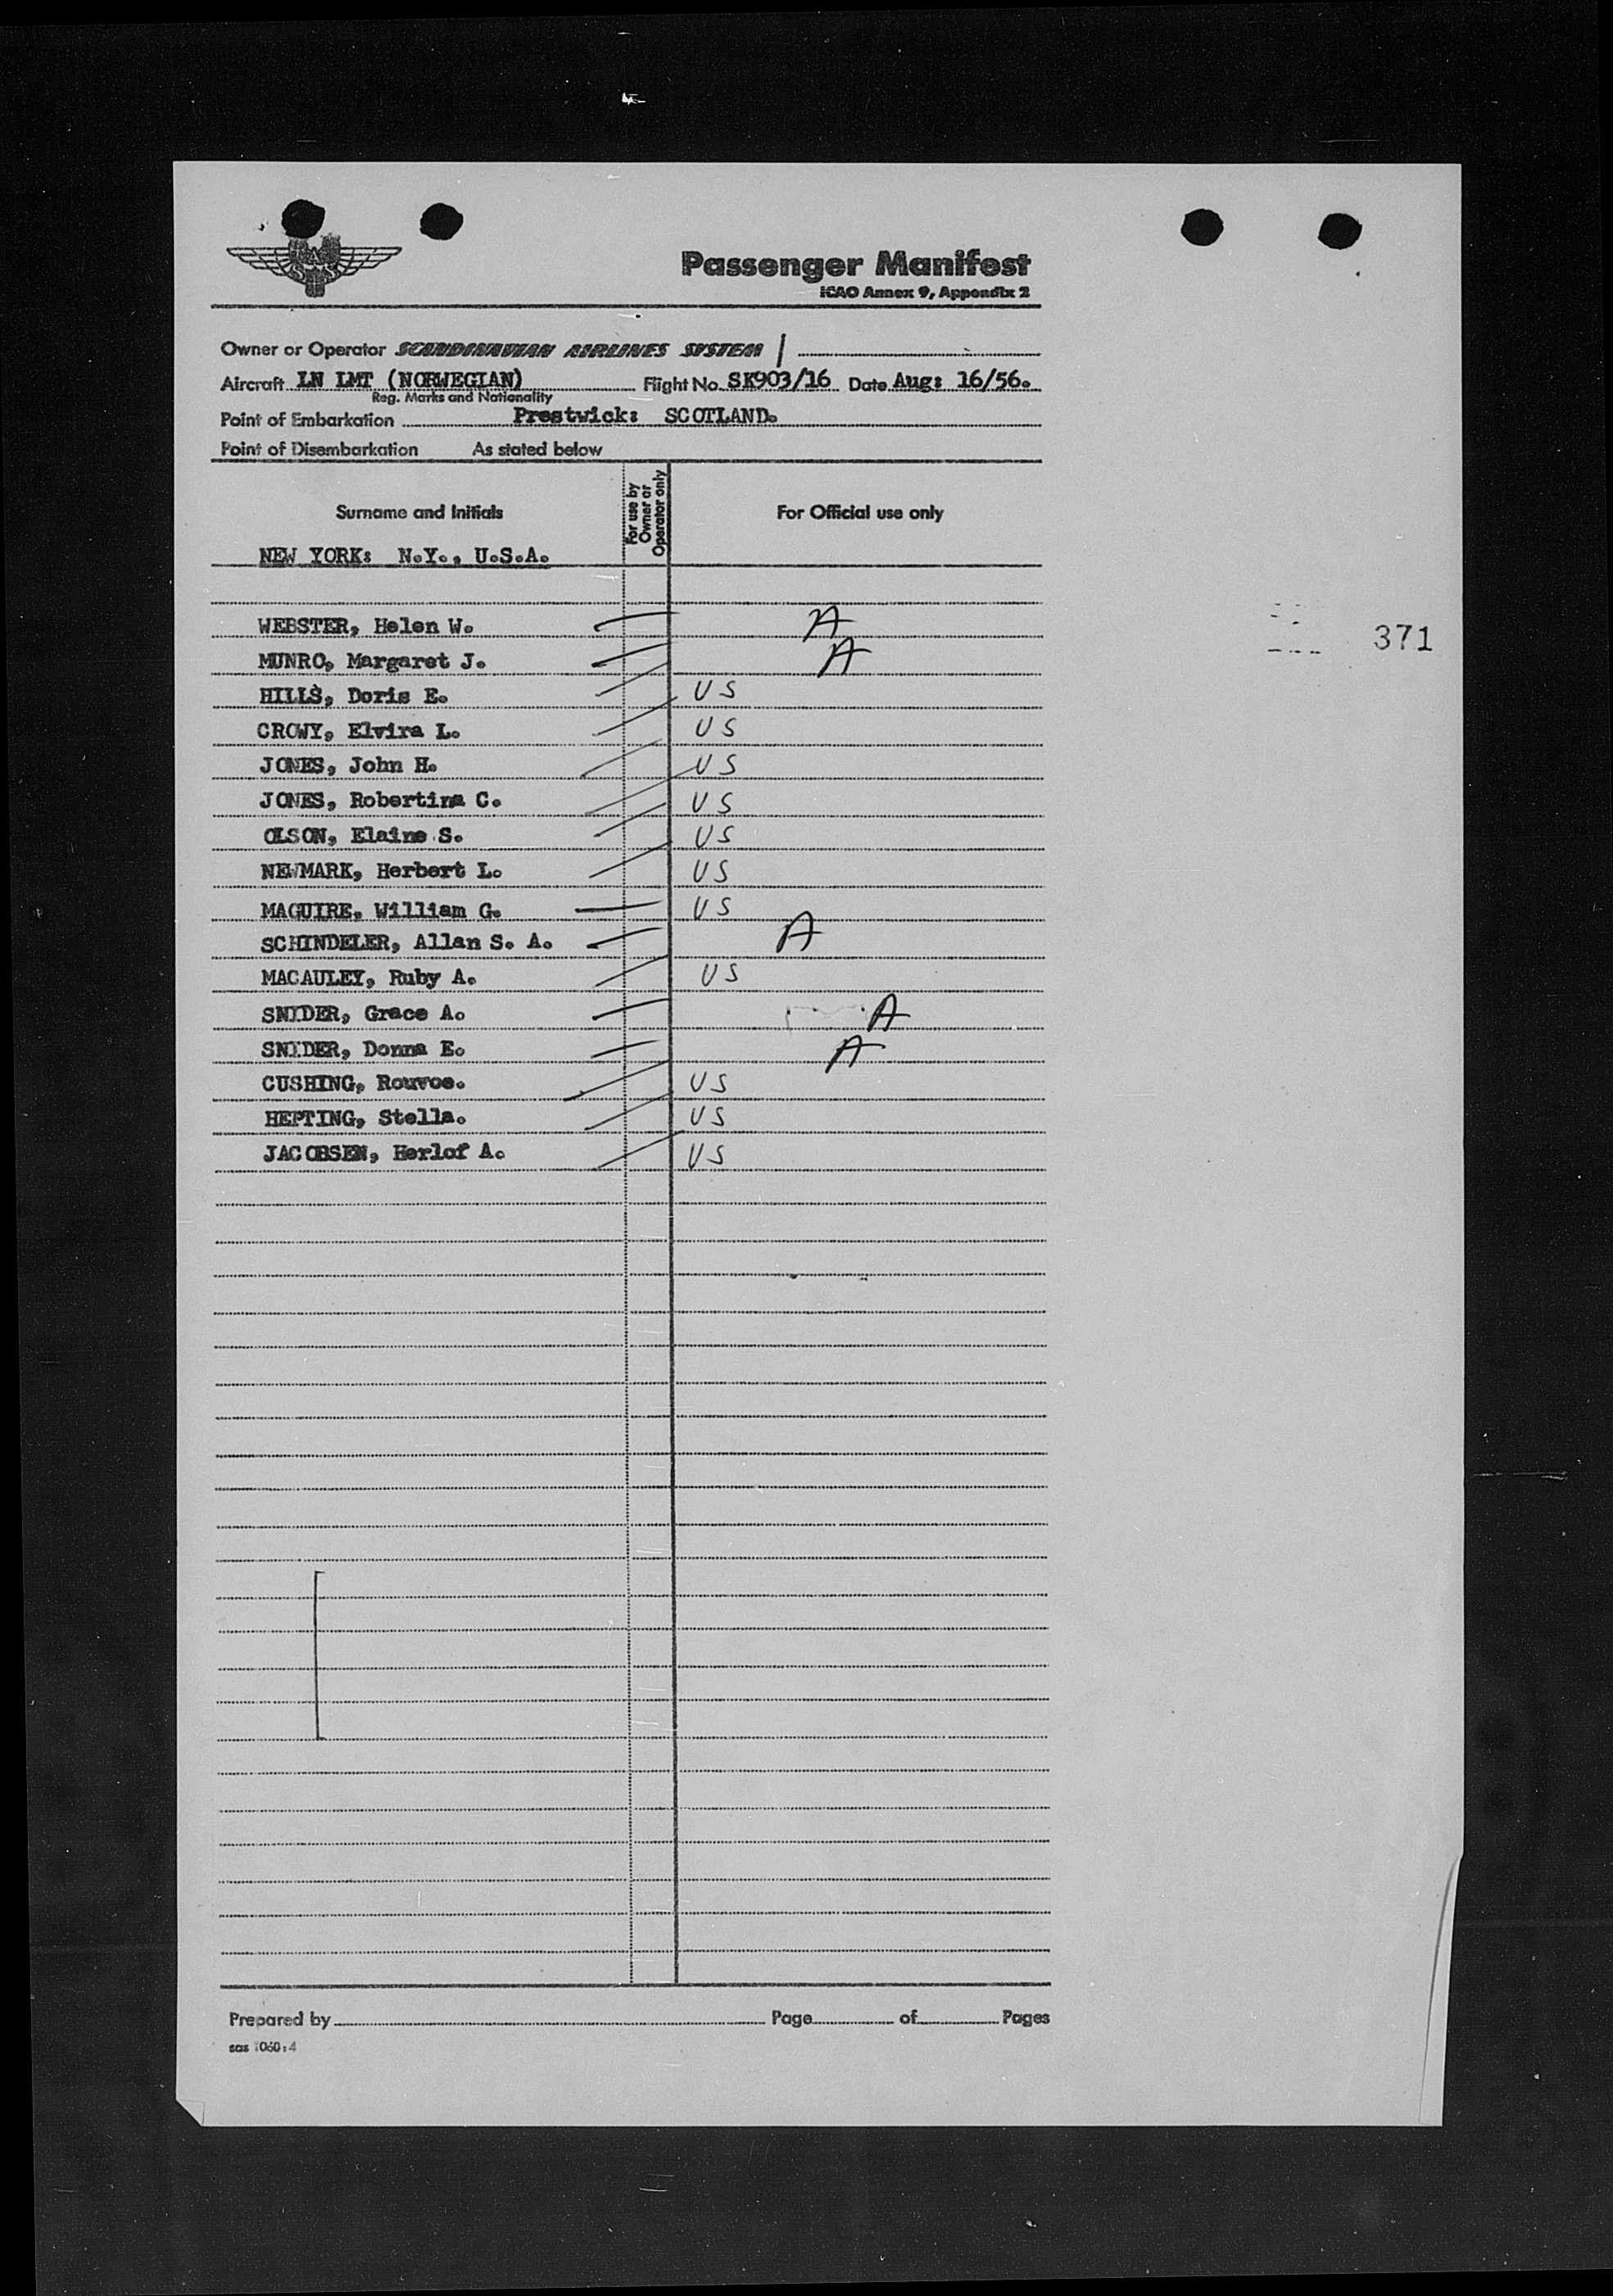 SAS
Passenger Manifest
ICAO Annex 9, Appendix 2
Owner or Operator SCANDINAVIAN AIRLINES SYSTEM
Aircraft LN LMT (NORWEGIAN) Flight No. SK903/16 Date Aug: 16/56.
Reg. Marks and Nationality
Point of Embarkation Prestwick: SCOTLAND.
Point of Disembarkation As stated below
Surname and Initials For use by Owner or Operator only For Official use only
NEW YORK: N.Y., U.S.A.
WEBSTER, Helen W. A
371
MUNRO, Margaret J. A
HILLS, Doris E. US
CROWY, Elvira L. US
JONES, John H. US
JONES, Robertina C. US
OLSON, Elaine S. US
NEWMARK, Herbert L. US
MAGUIRE, William G. US
SCHINDELER, Allan S. A. A
MACAULEY, Ruby A. US
SNIDER, Grace A. A
SNIDER, Donna E. A
CUSHING, Rouvoe. US
HEPTING, Stella. US
JACOBSEN, Herlof A. US
Prepared by Page of Pages
sas 1060:4